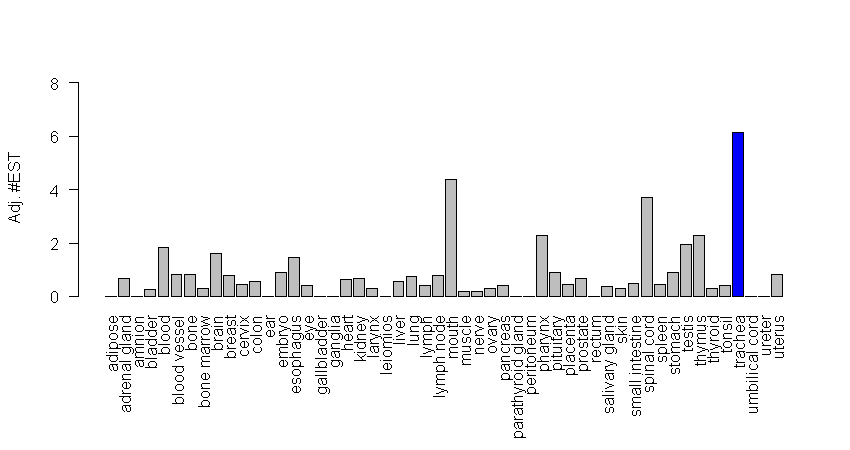 8
6
4
2
0
Adj. #EST
adipose
adrenal gland
amnion
bladder
blood
blood vessel
bone
bone marrow
brain
breast
cervix
colon
ear
embryo
esophagus
eye
gallbladder
ganglia
heart
kidney
larynx
leiomios
liver
lung
lymph
lymph node
mouth
muscle
nerve
ovary
pancreas
parathyroid gland
peritoneum
pharynx
pituitary
placenta
prostate
rectum
salivary gland
skin
small intestine
spinal cord
spleen
stomach
testis
thymus
thyroid
tonsil
trachea
umbilical cord
ureter
uterus